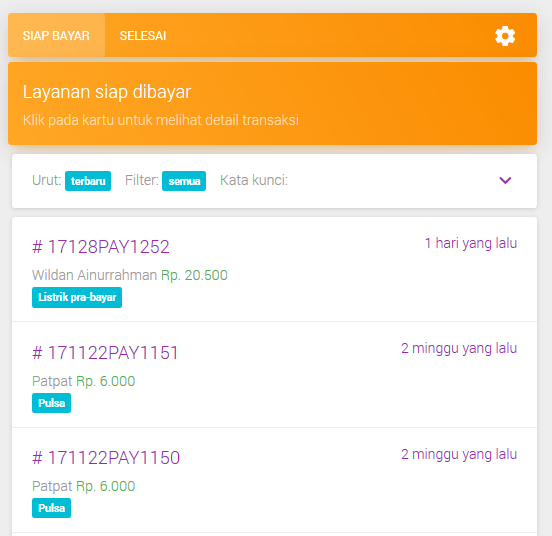 SIAP BAYAR SELESAI
Layanan siap dibayar
Klik pada kartu untuk melihat detail transaksi
Urut: terbaru Filter: semua Kata kunci:
# 17128PAY1252 1 hari yang lalu
Wildan Ainurrahman Rp. 20.500
Listrik pra-bayar
# 171122PAY1151 2 minggu yang lalu
Patpat Rp. 6.000
Pulsa
# 171122PAY1150 2 minggu yang lalu
Patpat Rp. 6.000
Pulsa